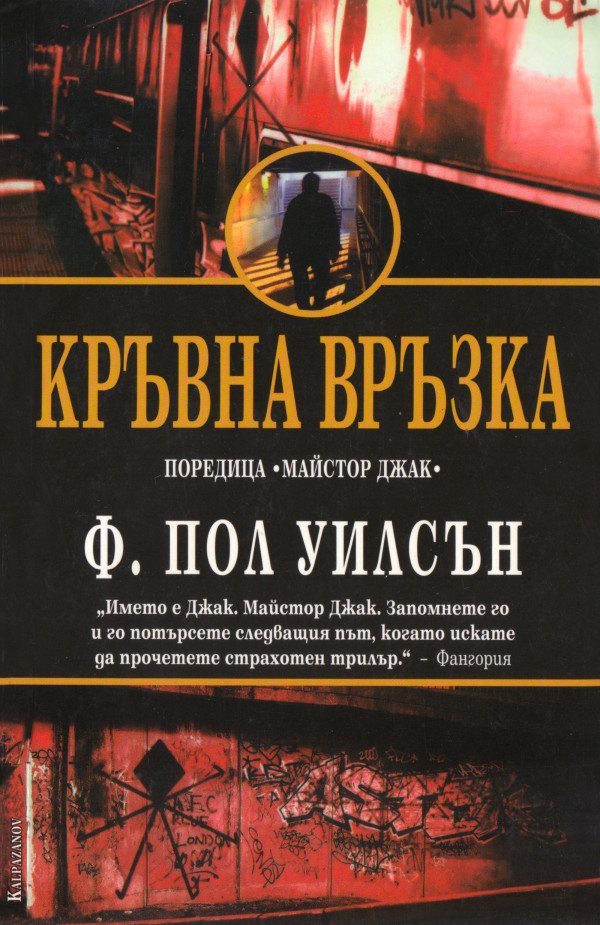 КРЪВНА ВРЪЗКА
ПОРЕДИЦА •МАЙСТОР ДЖАК•
Ф. ПОЛ УИЛСЪН
„Името е Джак. Майстор Джак. Запомнете го
и го потърсете следващия път, когато искате
да прочетете страхотен трилър.“ – Фангория
LONDON
KALPAZANOV